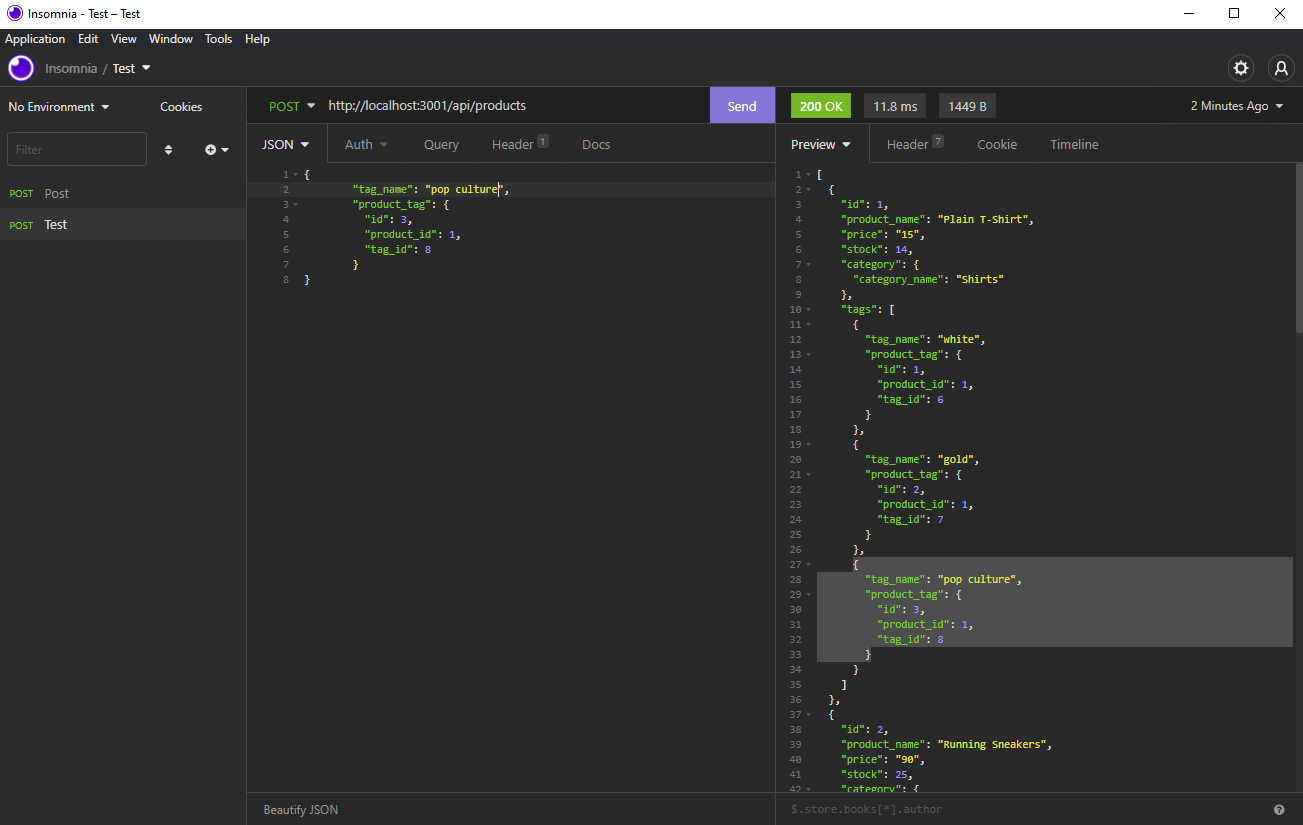 Insomnia - Test – Test
Application Edit View Window Tools Help
Insomnia / Test
No Environment Cookies
Filter
POST Post
POST Test
POST http://localhost:3001/api/products Send
JSON Auth Query Header 1 Docs
1 {
2 "tag_name": "pop culture",
3 "product_tag": {
4 "id": 3,
5 "product_id": 1,
6 "tag_id": 8
7 }
8 }
Beautify JSON
200 OK 11.8 ms 1449 B 2 Minutes Ago
Preview Header 7 Cookie Timeline
1 [
2 {
3 "id": 1,
4 "product_name": "Plain T-Shirt",
5 "price": "15",
6 "stock": 14,
7 "category": {
8 "category_name": "Shirts"
9 },
10 "tags": [
11 {
12 "tag_name": "white",
13 "product_tag": {
14 "id": 1,
15 "product_id": 1,
16 "tag_id": 6
17 }
18 },
19 {
20 "tag_name": "gold",
21 "product_tag": {
22 "id": 2,
23 "product_id": 1,
24 "tag_id": 7
25 }
26 },
27 {
28 "tag_name": "pop culture",
29 "product_tag": {
30 "id": 3,
31 "product_id": 1,
32 "tag_id": 8
33 }
34 }
35 ]
36 },
37 {
38 "id": 2,
39 "product_name": "Running Sneakers",
40 "price": "90",
41 "stock": 25,
42 "category": {
$.store.books[*].author